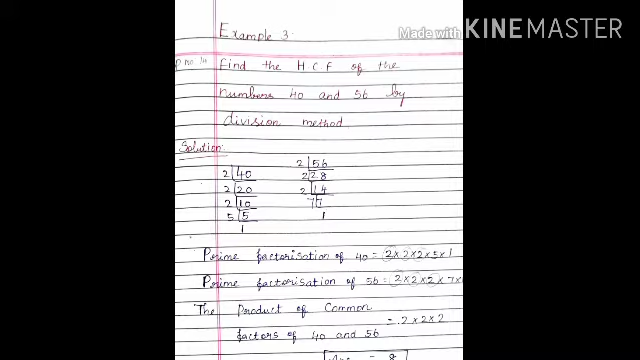 Made with KINEMASTER
Example 3
Find the H C F of the
numbers 40 and 56 by
division method
Solution
2 56
2 40 2 28
2 20 2 14
2 10 7 7
5 5 1
1
Prime factorisation of 40 = 2 x 2 x 2 x 5 x 1
Prime factorisation of 56 = 2 x 2 x 2 x 7 x
The Product of Common
= 2 x 2 x 2
factors of 40 and 56
= 8